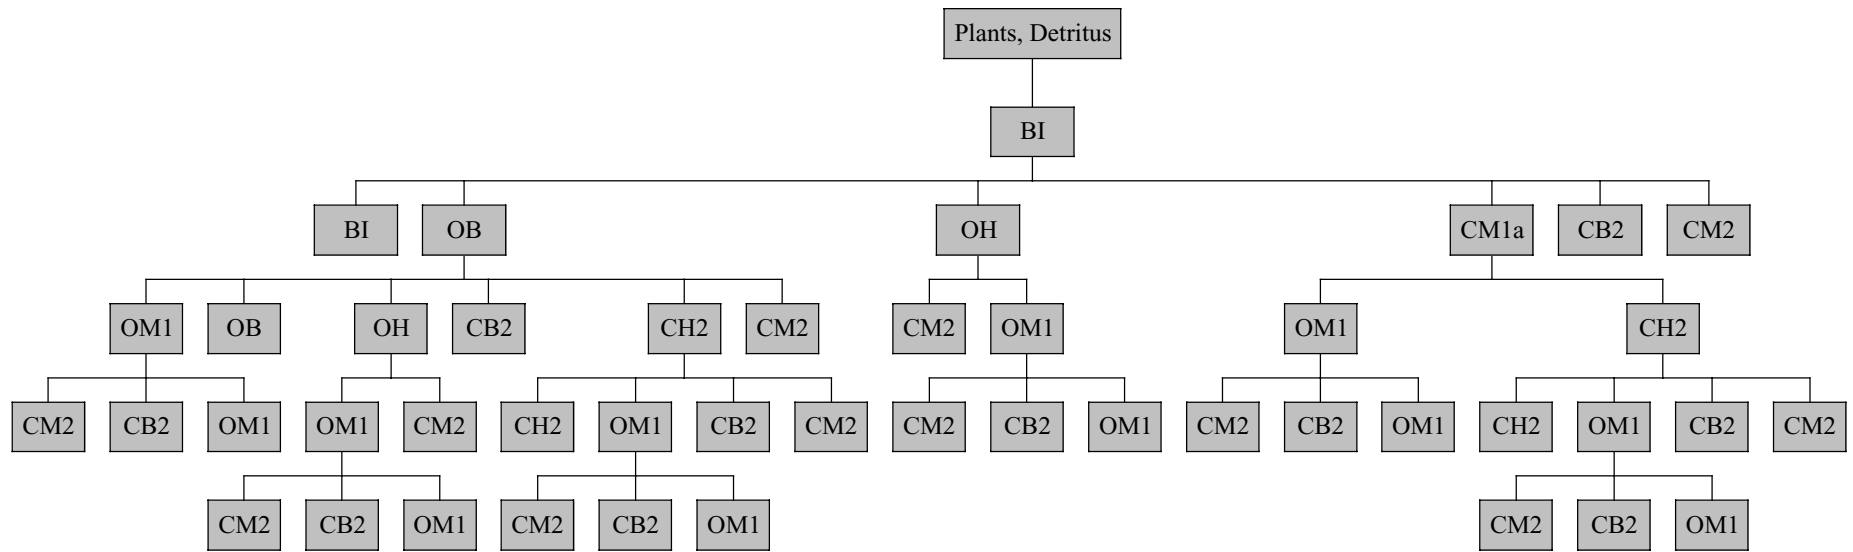 Plants, Detritus
BI
BI OB OH CM1a CB2 CM2
OM1 OB OH CB2 CH2 CM2 CM2 OM1 OM1 CH2
CM2 CB2 OM1 OM1 CM2 CH2 OM1 CB2 CM2 CM2 CB2 OM1 CM2 CB2 OM1 CH2 OM1 CB2 CM2
CM2 CB2 OM1 CM2 CB2 OM1 CM2 CB2 OM1